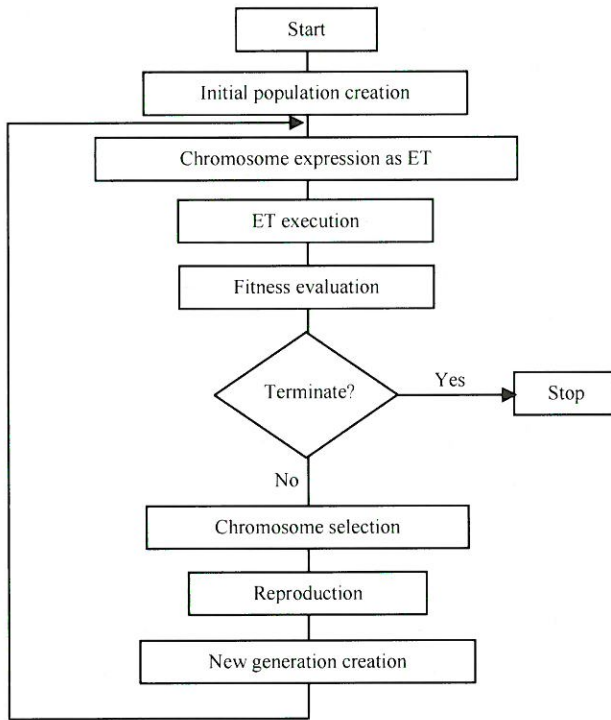 Start
Initial population creation
Chromosome expression as ET
ET execution
Fitness evaluation
Terminate?
Yes
Stop
No
Chromosome selection
Reproduction
New generation creation